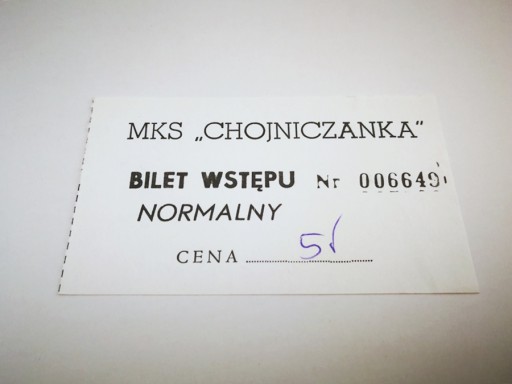 MKS „CHOJNICZANKA”
BILET WSTĘPU Nr 006649
NORMALNY
CENA 5